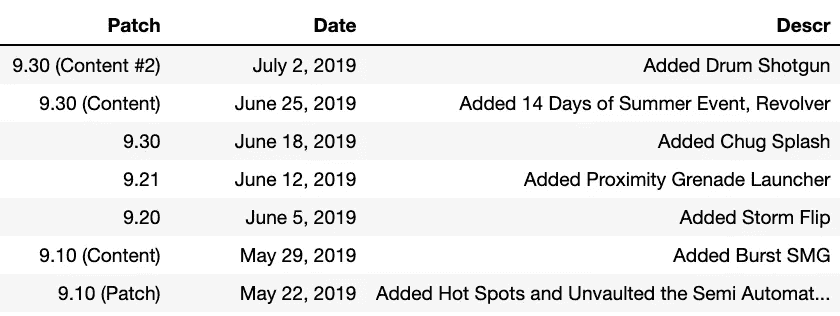 Patch Date Descr
9.30 (Content #2) July 2, 2019 Added Drum Shotgun
9.30 (Content) June 25, 2019 Added 14 Days of Summer Event, Revolver
9.30 June 18, 2019 Added Chug Splash
9.21 June 12, 2019 Added Proximity Grenade Launcher
9.20 June 5, 2019 Added Storm Flip
9.10 (Content) May 29, 2019 Added Burst SMG
9.10 (Patch) May 22, 2019 Added Hot Spots and Unvaulted the Semi Automat...